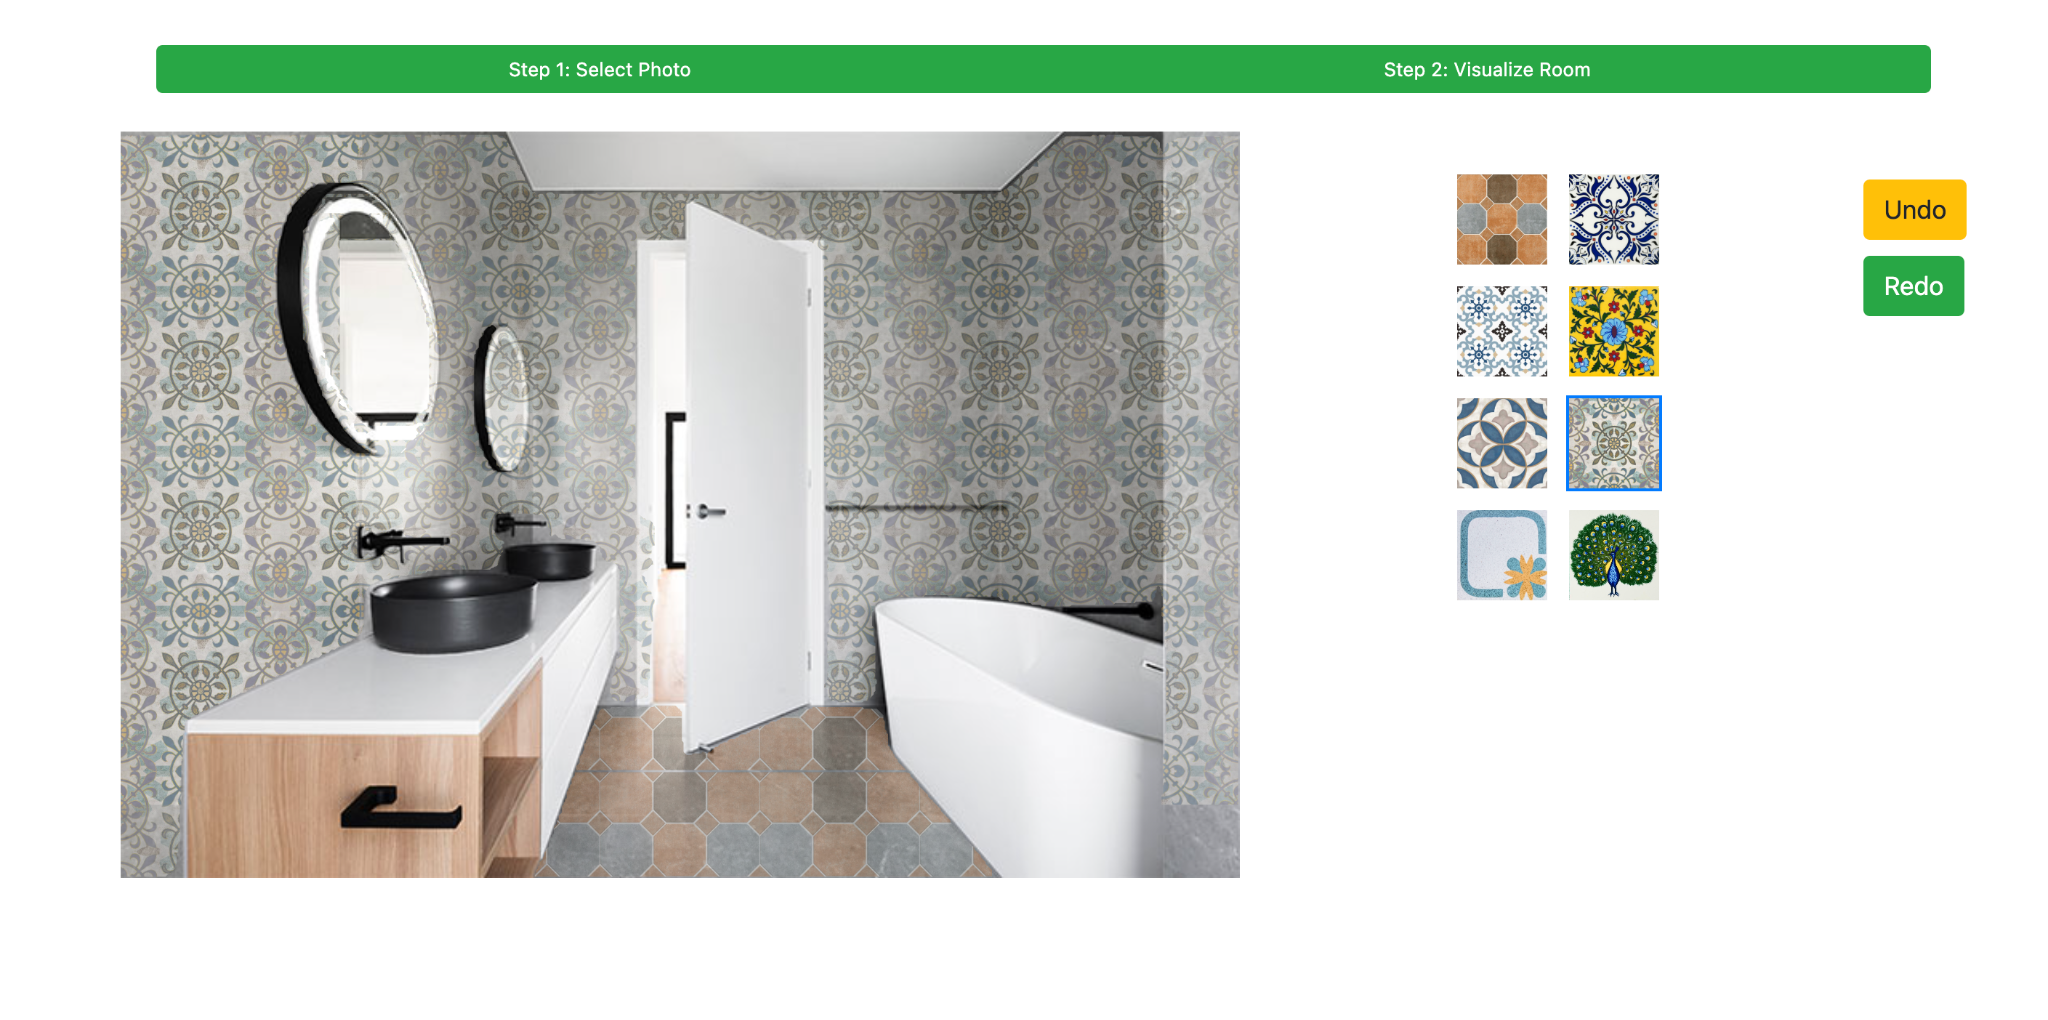 Step 1: Select Photo
Step 2: Visualize Room
Undo
Redo